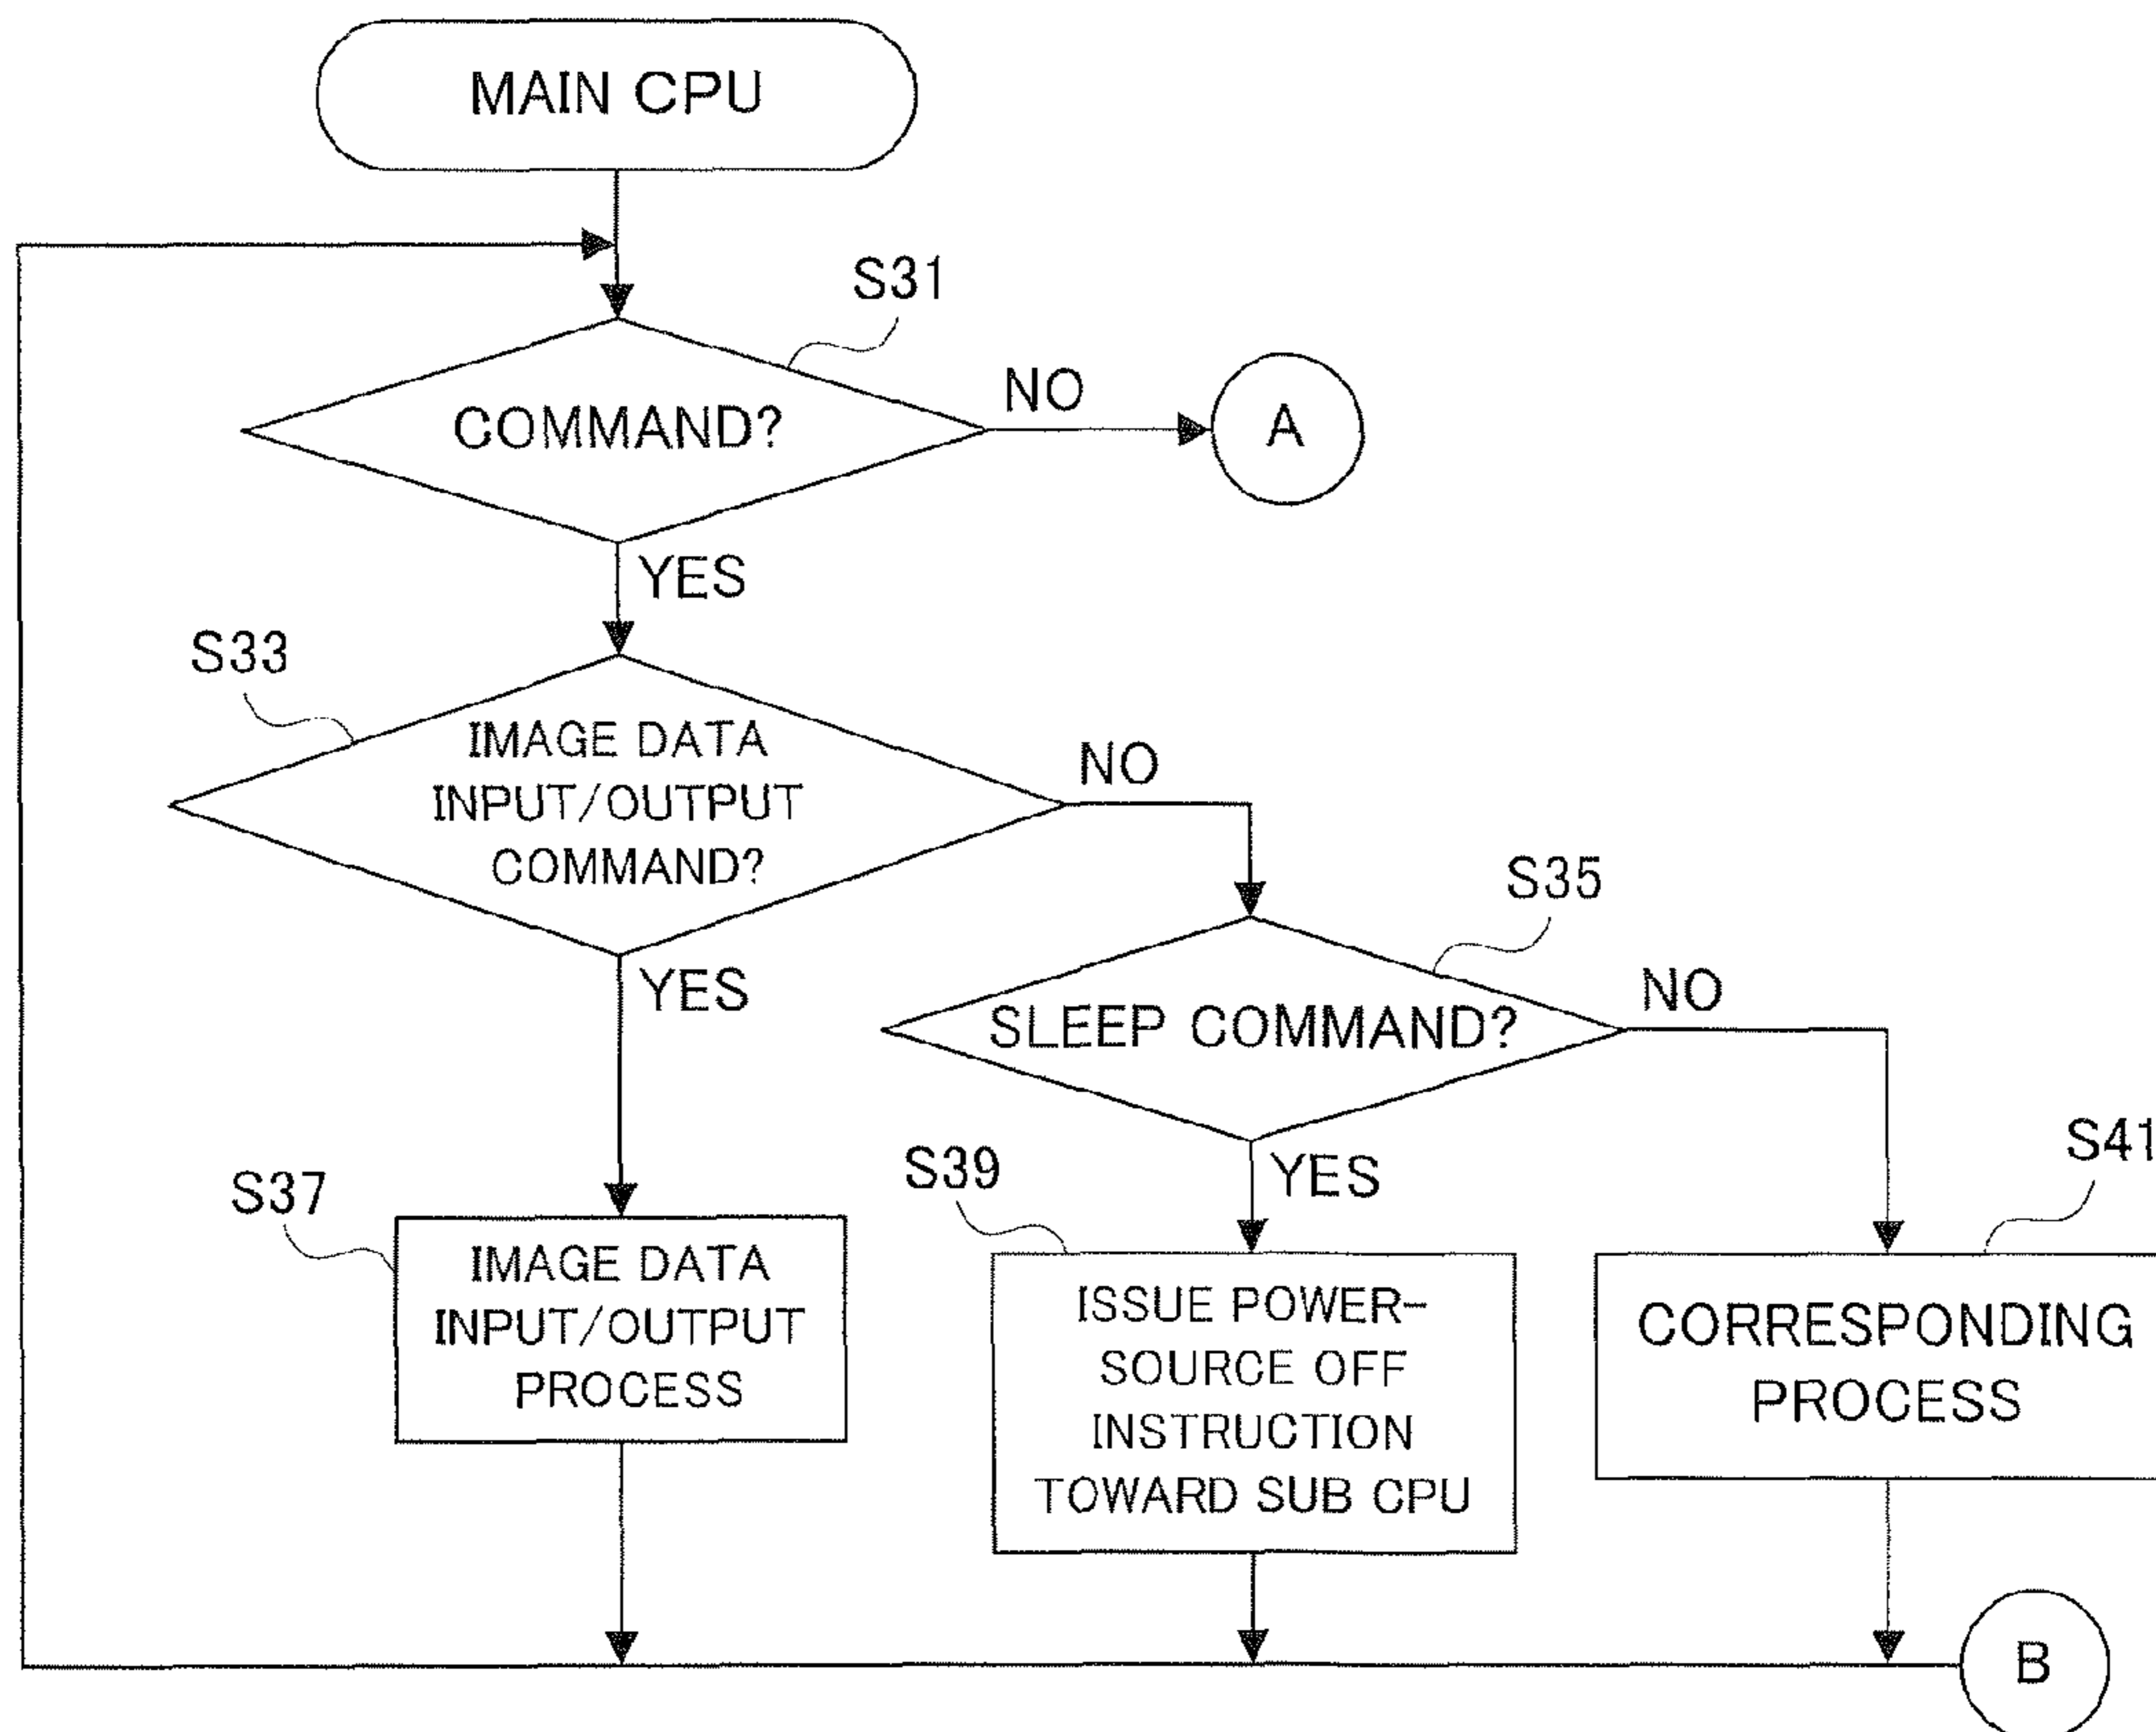 MAIN CPU
S31
COMMAND?
NO
A
YES
S33
IMAGE DATA
INPUT/OUTPUT
COMMAND?
NO
YES
S35
SLEEP COMMAND?
NO
YES
S37
IMAGE DATA
INPUT/OUTPUT
PROCESS
S39
ISSUE POWER-
SOURCE OFF
INSTRUCTION
TOWARD SUB CPU
S41
CORRESPONDING
PROCESS
B